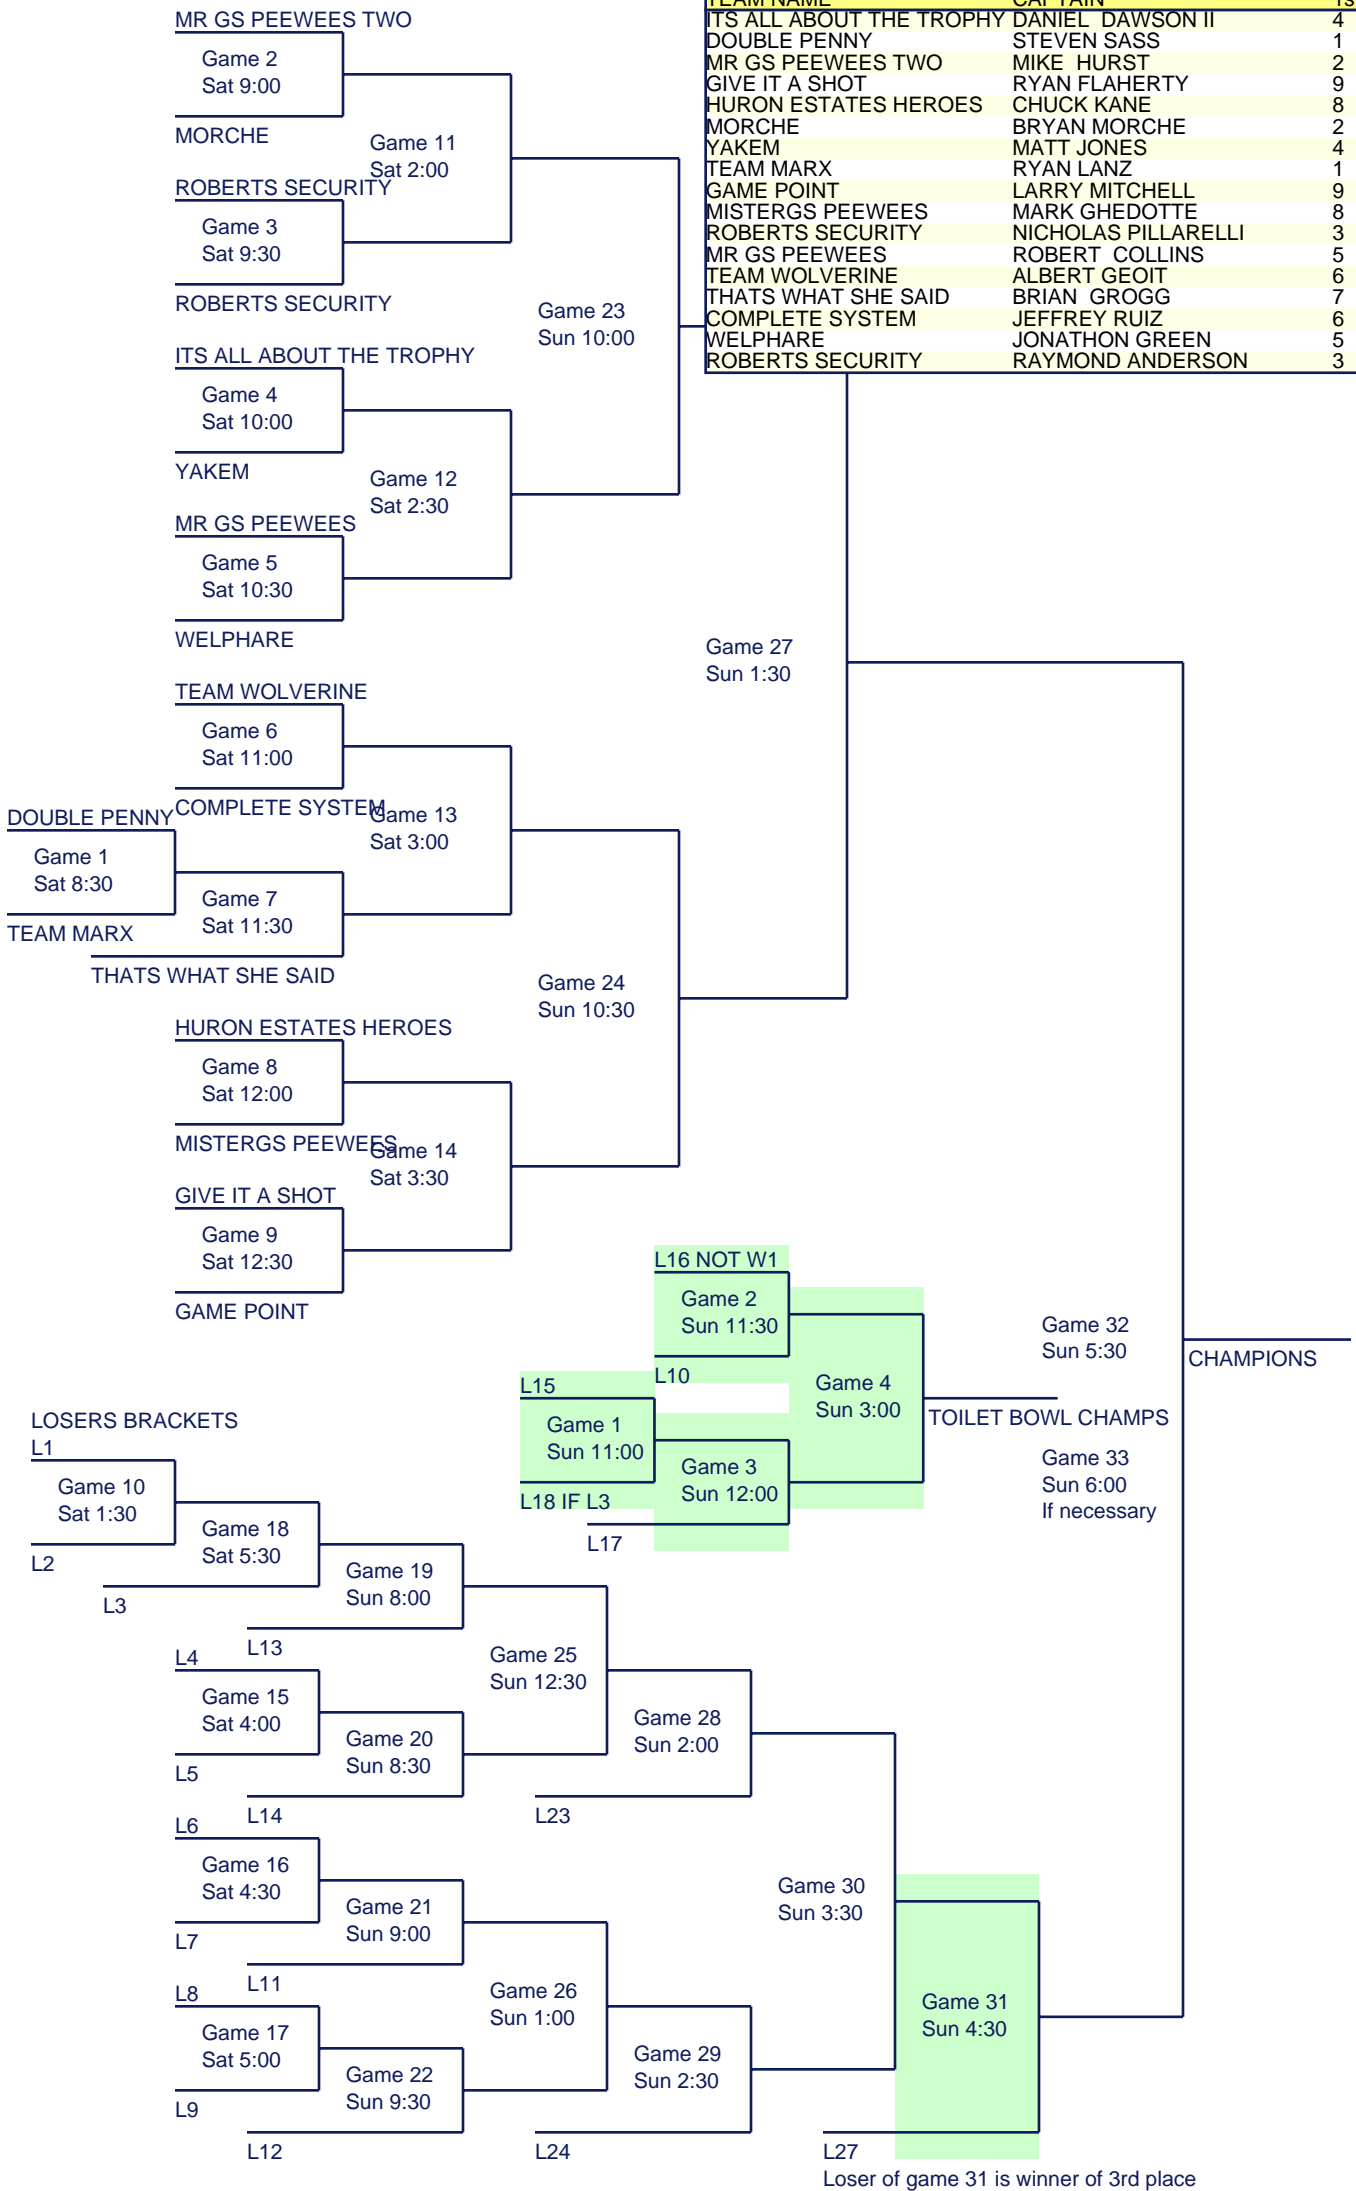 MR GS PEEWEES TWO
Game 2
Sat 9:00
MORCHE
Game 11
Sat 2:00
ROBERTS SECURITY
Game 3
Sat 9:30
ROBERTS SECURITY
Game 23
Sun 10:00
ITS ALL ABOUT THE TROPHY
Game 4
Sat 10:00
YAKEM
Game 12
Sat 2:30
MR GS PEEWEES
Game 5
Sat 10:30
WELPHARE
TEAM NAME CAPTAIN
ITS ALL ABOUT THE TROPHY DANIEL DAWSON II 4
DOUBLE PENNY STEVEN SASS 1
MR GS PEEWEES TWO MIKE HURST 2
GIVE IT A SHOT RYAN FLAHERTY 9
HURON ESTATES HEROES CHUCK KANE 8
MORCHE BRYAN MORCHE 2
YAKEM MATT JONES 4
TEAM MARX RYAN LANZ 1
GAME POINT LARRY MITCHELL 9
MISTERGS PEEWEES MARK GHEDOTTE 8
ROBERTS SECURITY NICHOLAS PILLARELLI 3
MR GS PEEWEES ROBERT COLLINS 5
TEAM WOLVERINE ALBERT GEOIT 6
THATS WHAT SHE SAID BRIAN GROGG 7
COMPLETE SYSTEM JEFFREY RUIZ 6
WELPHARE JONATHON GREEN 5
ROBERTS SECURITY RAYMOND ANDERSON 3
Game 27
Sun 1:30
TEAM WOLVERINE
Game 6
Sat 11:00
COMPLETE SYSTEM
Game 13
Sat 3:00
DOUBLE PENNY
Game 1
Sat 8:30
TEAM MARX
Game 7
Sat 11:30
THATS WHAT SHE SAID
Game 24
Sun 10:30
HURON ESTATES HEROES
Game 8
Sat 12:00
MISTERGS PEEWEES
Game 14
Sat 3:30
GIVE IT A SHOT
Game 9
Sat 12:30
GAME POINT
L16 NOT W1
Game 2
Sun 11:30
L10
L15
Game 1
Sun 11:00
L18 IF L3
Game 3
Sun 12:00
L17
Game 4
Sun 3:00
TOILET BOWL CHAMPS
Game 32
Sun 5:30
CHAMPIONS
Game 33
Sun 6:00
If necessary
LOSERS BRACKETS
L1
Game 10
Sat 1:30
L2
Game 18
Sat 5:30
L3
Game 19
Sun 8:00
L13
L4
Game 15
Sat 4:00
L5
Game 20
Sun 8:30
L14
Game 25
Sun 12:30
Game 28
Sun 2:00
L23
L6
Game 16
Sat 4:30
L7
Game 21
Sun 9:00
L11
L8
Game 17
Sat 5:00
L9
Game 22
Sun 9:30
L12
Game 26
Sun 1:00
Game 29
Sun 2:30
L24
Game 30
Sun 3:30
Game 31
Sun 4:30
L27
Loser of game 31 is winner of 3rd place